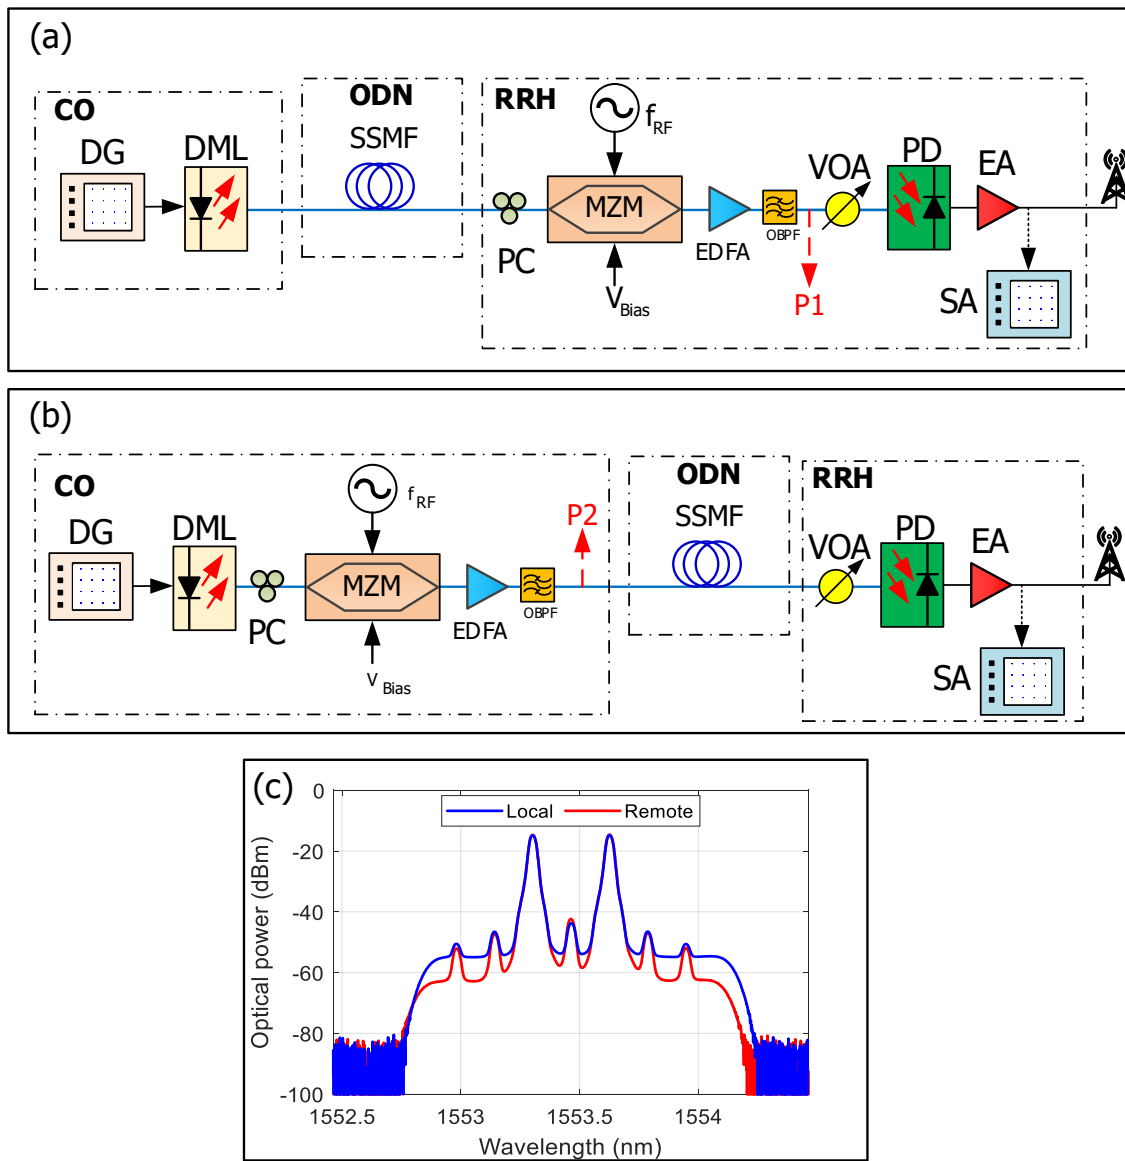 (a)
CO
DG
DML
ODN
SSMF
RRH
f RF
PC
MZM
V Bias
EDFA
OBPF
P1
VOA
PD
EA
SA
(b)
CO
DG
DML
PC
f RF
MZM
V Bias
EDFA
OBPF
P2
ODN
SSMF
RRH
VOA
PD
EA
SA
(c)
Local
Remote
Optical power (dBm)
0
-20
-40
-60
-80
-100
1552.5
1553
1553.5
1554
Wavelength (nm)